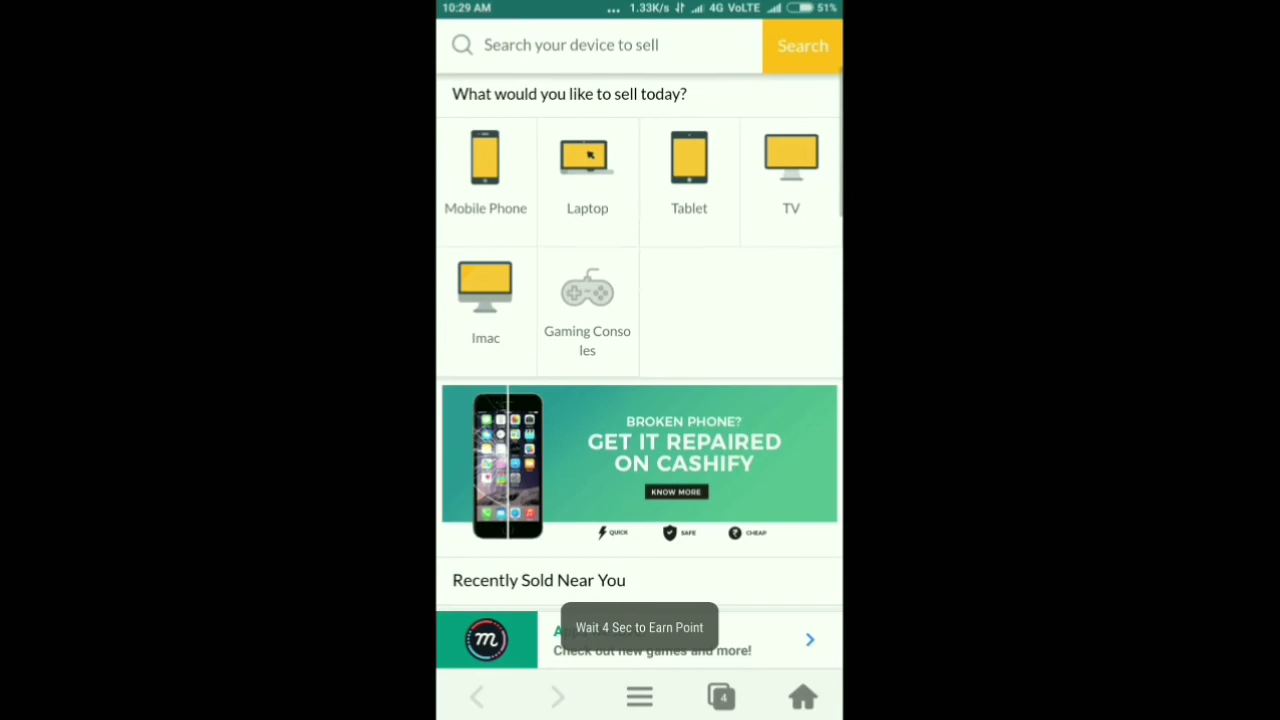 10:29 AM ... 1.33K/s 4G VoLTE 51%
Search your device to sell Search
What would you like to sell today?
Mobile Phone Laptop Tablet TV
Imac Gaming Conso
les
BROKEN PHONE?
GET IT REPAIRED
ON CASHIFY
KNOW MORE
QUICK SAFE CHEAP
Recently Sold Near You
m
Wait 4 Sec to Earn Point
Check out new games and more!
4